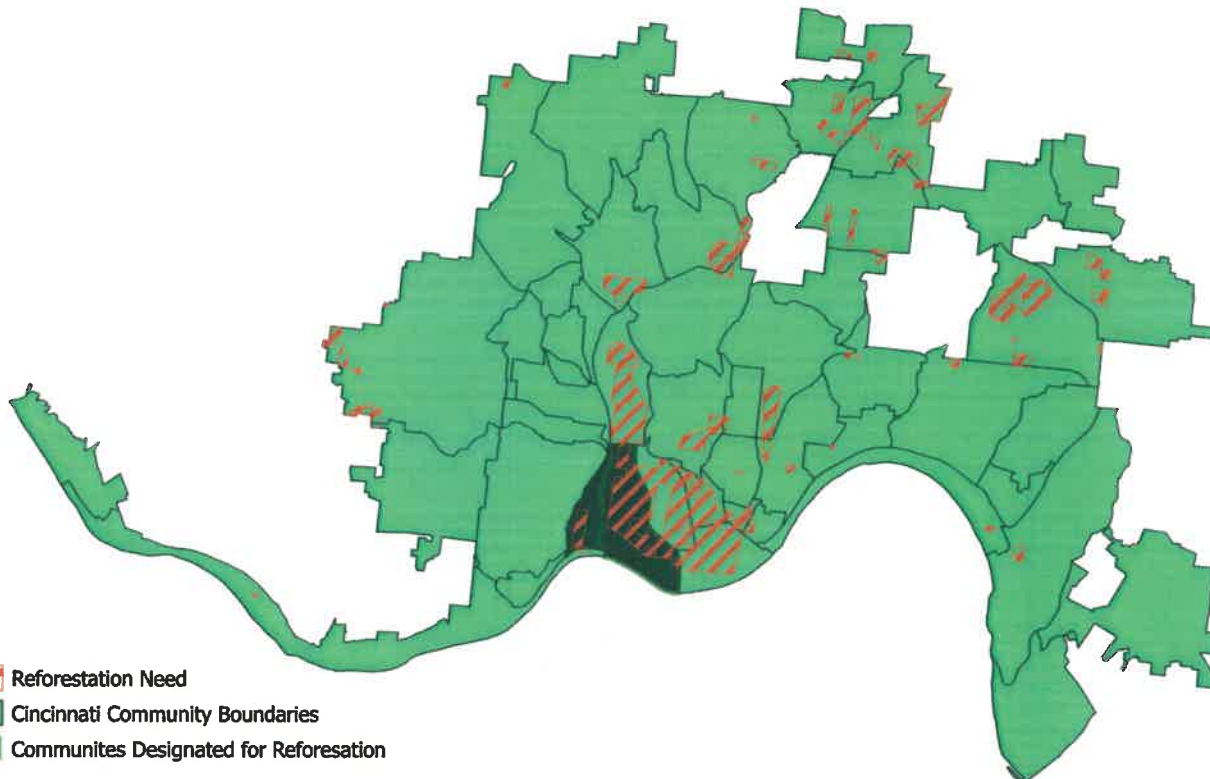 Reforestation Need
Cincinnati Community Boundaries
Communites Designated for Reforesation